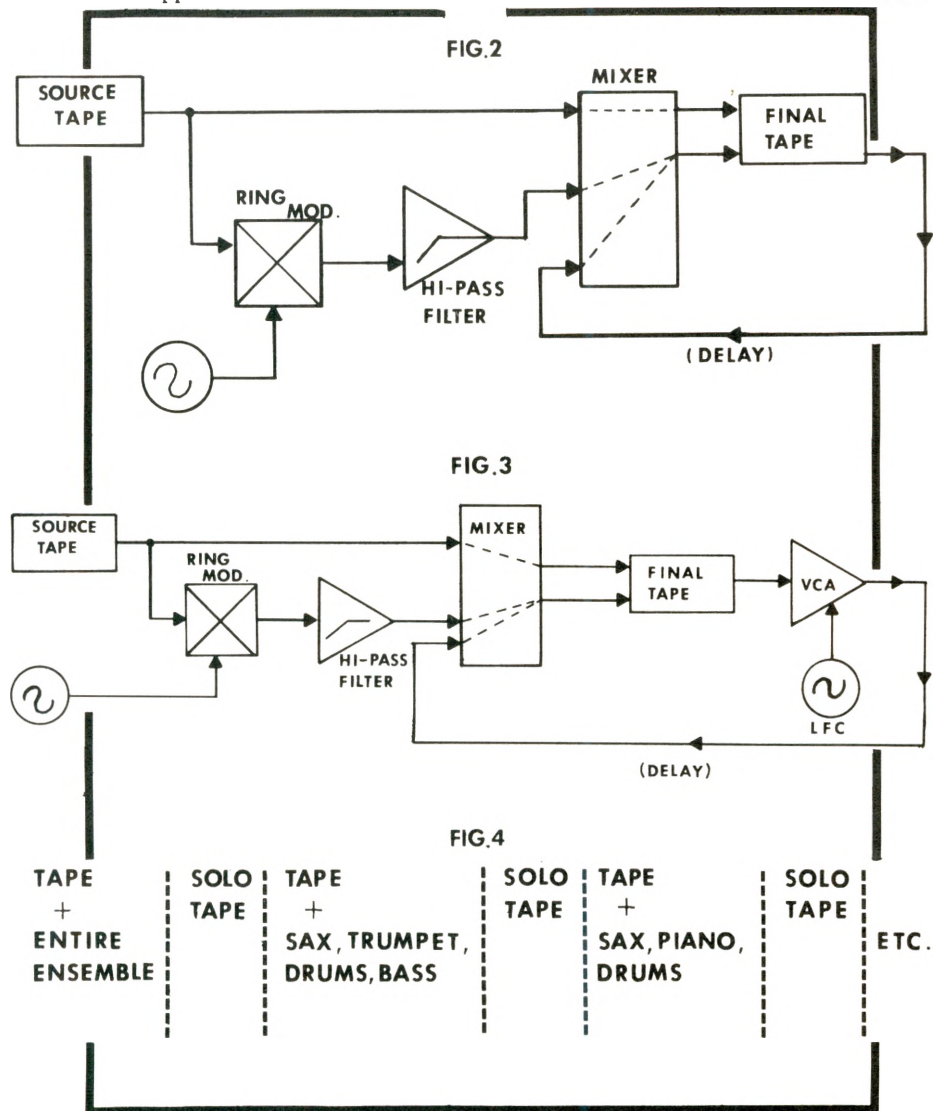 FIG.2
MIXER
SOURCE
TAPE
FINAL
TAPE
RING
MOD.
HI-PASS
FILTER
(DELAY)
FIG.3
SOURCE
TAPE
MIXER
RING
MOD.
FINAL
TAPE
VCA
HI-PASS
FILTER
LFC
(DELAY)
FIG.4
TAPE
+
ENTIRE
ENSEMBLE
SOLO
TAPE
TAPE
+
SAX, TRUMPET,
DRUMS, BASS
SOLO
TAPE
TAPE
+
SAX, PIANO,
DRUMS
SOLO
TAPE
ETC.